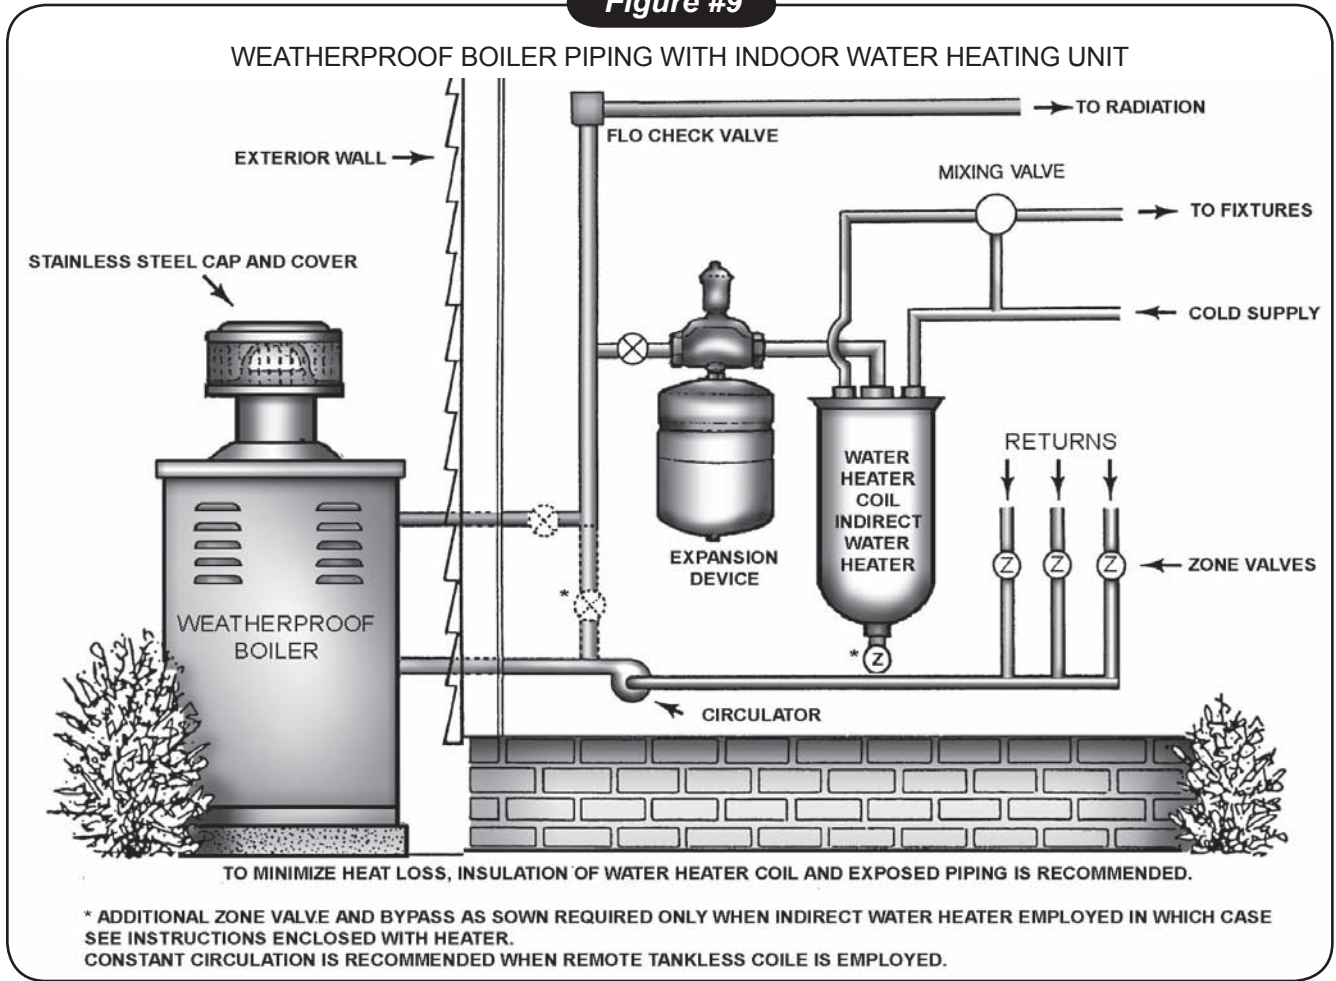 Figure #9
WEATHERPROOF BOILER PIPING WITH INDOOR WATER HEATING UNIT
TO RADIATION
FLO CHECK VALVE
EXTERIOR WALL
MIXING VALVE
TO FIXTURES
STAINLESS STEEL CAP AND COVER
COLD SUPPLY
RETURNS
WATER
HEATER
COIL
INDIRECT
WATER
HEATER
EXPANSION
DEVICE
Z Z Z
ZONE VALVES
WEATHERPROOF
BOILER
*
* Z
CIRCULATOR
TO MINIMIZE HEAT LOSS, INSULATION OF WATER HEATER COIL AND EXPOSED PIPING IS RECOMMENDED.
* ADDITIONAL ZONE VALVE AND BYPASS AS SOWN REQUIRED ONLY WHEN INDIRECT WATER HEATER EMPLOYED IN WHICH CASE
SEE INSTRUCTIONS ENCLOSED WITH HEATER.
CONSTANT CIRCULATION IS RECOMMENDED WHEN REMOTE TANKLESS COILE IS EMPLOYED.